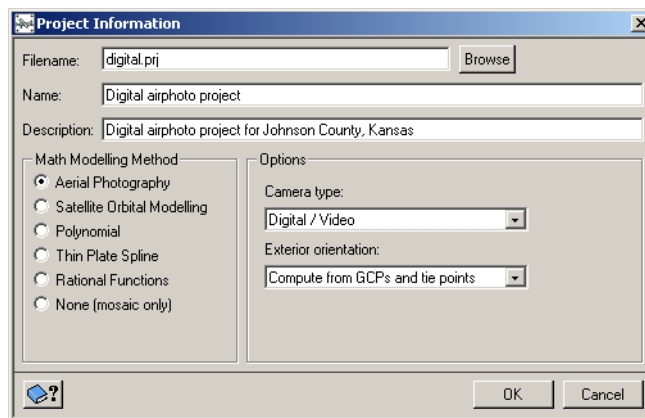 Project Information
Filename: digital.prj Browse
Name: Digital airphoto project
Description: Digital airphoto project for Johnson County, Kansas
Math Modelling Method
Aerial Photography
Satellite Orbital Modelling
Polynomial
Thin Plate Spline
Rational Functions
None (mosaic only)
Options
Camera type:
Digital / Video
Exterior orientation:
Compute from GCPs and tie points
?
OK Cancel